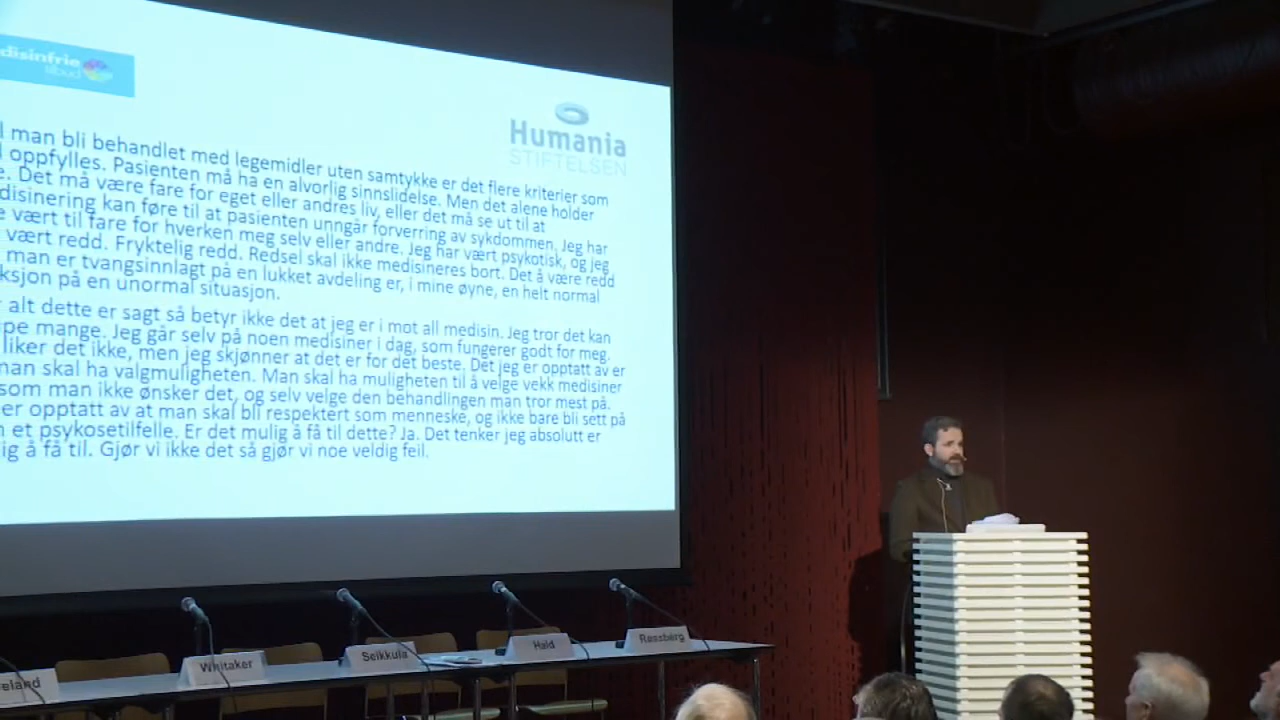 disinfrie
tilbud
Humania
STIFTELSEN
man bli behandlet med legemidler uten samtykke er det flere kriterier som
oppfylles. Pasienten må ha en alvorlig sinnslidelse. Men det alene holder
Det må være fare for eget eller andres liv, eller det må se ut til at
disinering kan føre til at pasienten unngår forverring av sykdommen. Jeg har
vært til fare for hverken meg selv eller andre. Jeg har vært psykotisk, og jeg
vært redd. Fryktelig redd. Redsel skal ikke medisineres bort. Det å være redd
man er tvangsinnlagt på en lukket avdeling er, i mine øyne, en helt normal
ksjon på en unormal situasjon.
alt dette er sagt så betyr ikke det at jeg er i mot all medisin. Jeg tror det kan
pe mange. Jeg går selv på noen medisiner i dag, som fungerer godt for meg.
liker det ikke, men jeg skjønner at det er for det beste. Det jeg er opptatt av er
man skal ha valgmuligheten. Man skal ha muligheten til å velge vekk medisiner
som man ikke ønsker det, og selv velge den behandlingen man tror mest på.
er opptatt av at man skal bli respektert som menneske, og ikke bare bli sett på
et psykosetilfelle. Er det mulig å få til dette? Ja. Det tenker jeg absolutt er
ig å få til. Gjør vi ikke det så gjør vi noe veldig feil.
eland
Whitaker
Seikkula
Hald
Røssberg